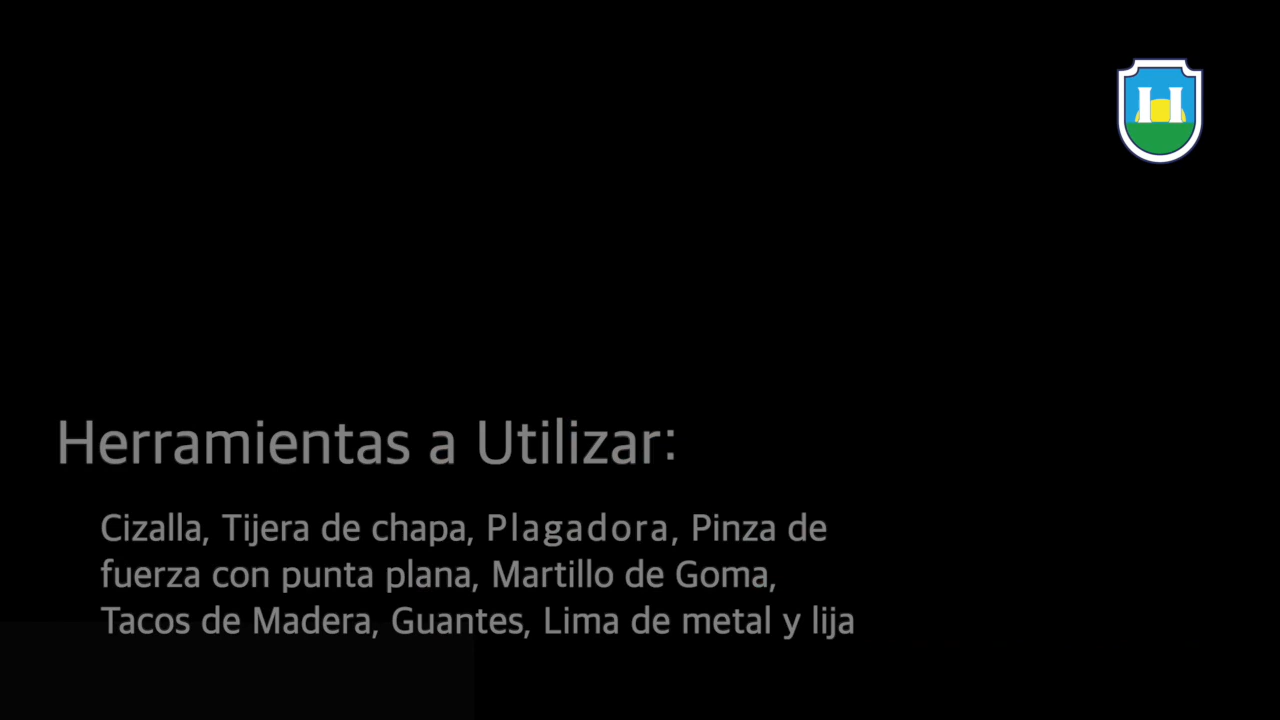 H
Herramientas a Utilizar:
Cizalla, Tijera de chapa, Plagadora, Pinza de
fuerza con punta plana, Martillo de Goma,
Tacos de Madera, Guantes, Lima de metal y lija